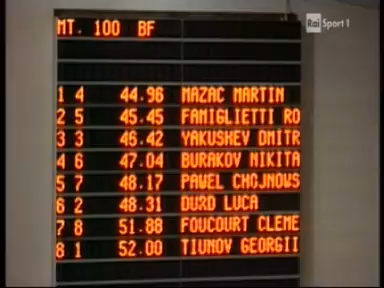 MT. 100 BF
Rai Sport 1
1 4 44.96 MAZAC MARTIN
2 5 45.45 FAMIGLIETTI RO
3 3 46.42 YAKUSHEV DMITR
4 6 47.04 BURAKOV NIKITA
5 7 48.17 PAWEL CHOJNOWS
6 2 48.31 LUCA
7 8 51.88 FOUCOURT CLEME
8 1 52.00 TIUNOV GEORGII